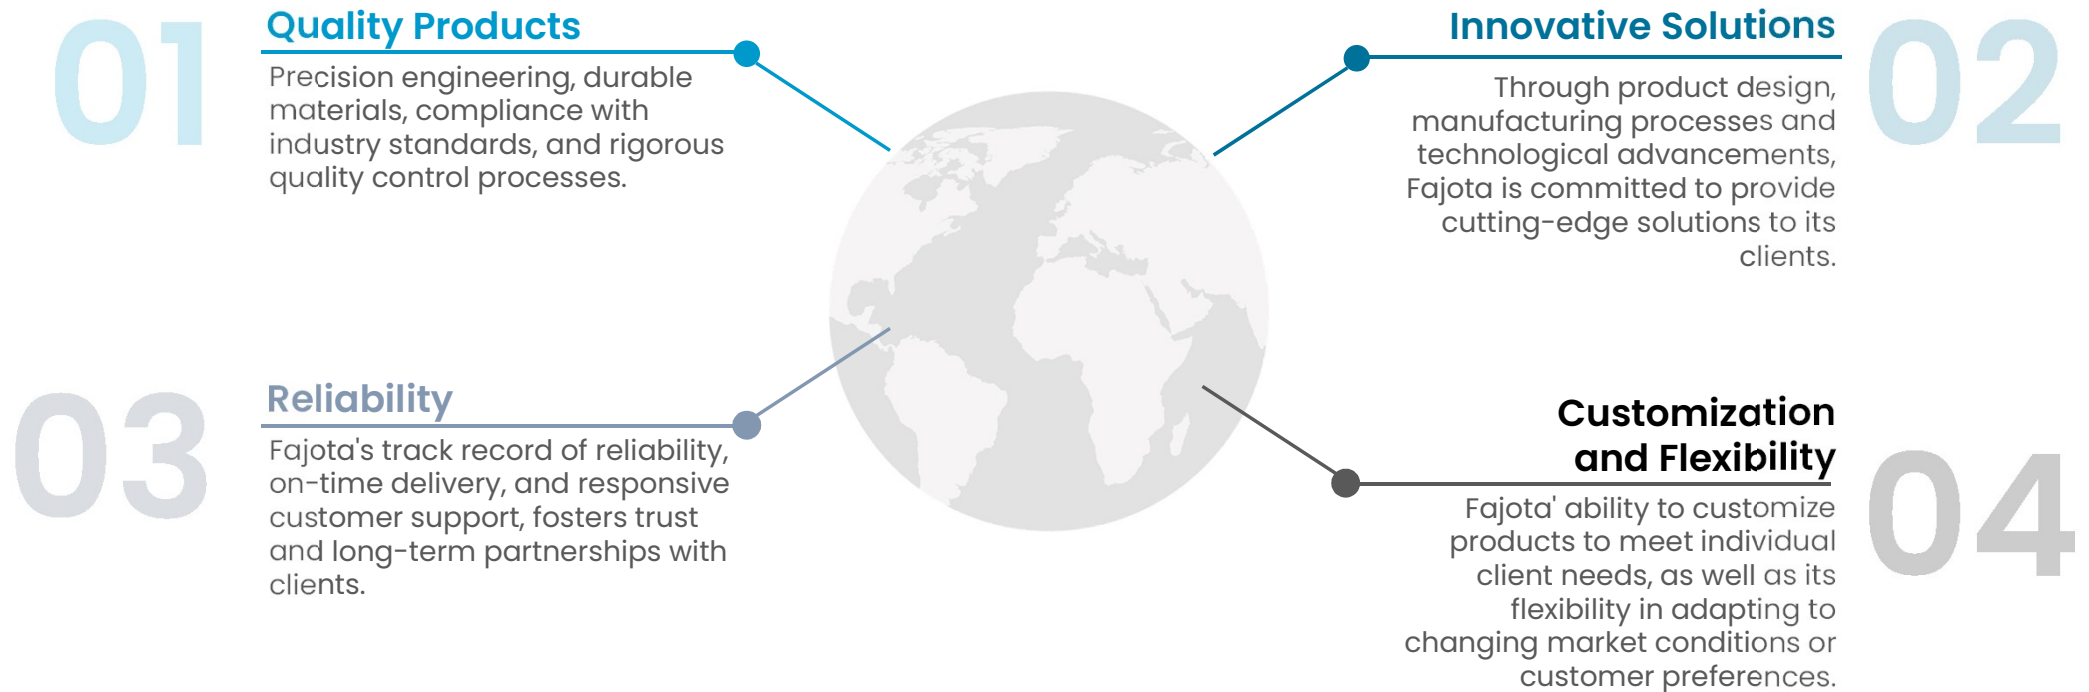 01
Quality Products
Precision engineering, durable
materials, compliance with
industry standards, and rigorous
quality control processes.
Innovative Solutions
02
Through product design,
manufacturing processes and
technological advancements,
Fajota is committed to provide
cutting-edge solutions to its
clients.
03
Reliability
Fajota's track record of reliability,
on-time delivery, and responsive
customer support, fosters trust
and long-term partnerships with
clients.
Customization
and Flexibility
04
Fajota' ability to customize
products to meet individual
client needs, as well as its
flexibility in adapting to
changing market conditions or
customer preferences.